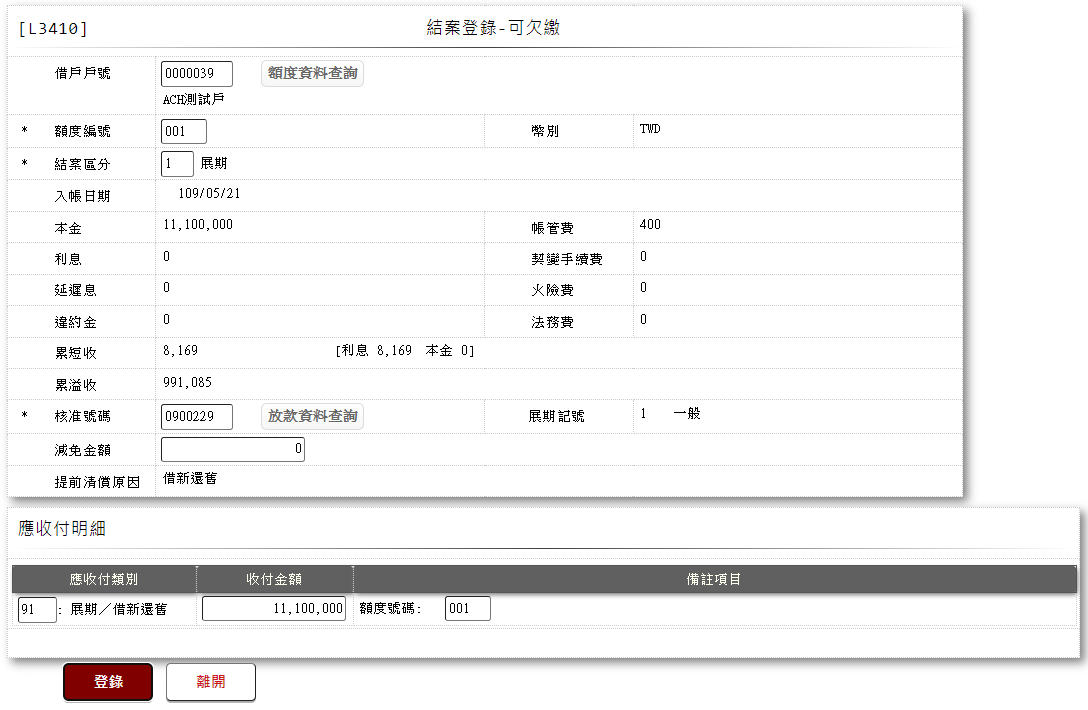 [L3410] 結案登錄-可欠繳
借戶戶號 0000039 額度資料查詢
ACH測試戶
* 額度編號 001 幣別 TWD
* 結案區分 1 展期
入帳日期 109/05/21
本金 11,100,000 帳管費 400
利息 0 契變手續費 0
延遲息 0 火險費 0
違約金 0 法務費 0
累短收 8,169 [利息 8,169 本金 0]
累溢收 991,085
* 核准號碼 0900229 放款資料查詢 展期記號 1 一般
減免金額 0
提前清償原因 借新還舊
應收付明細
應收付類別 收付金額 備註項目
91 : 展期／借新還舊 11,100,000 額度號碼: 001
登錄 離開